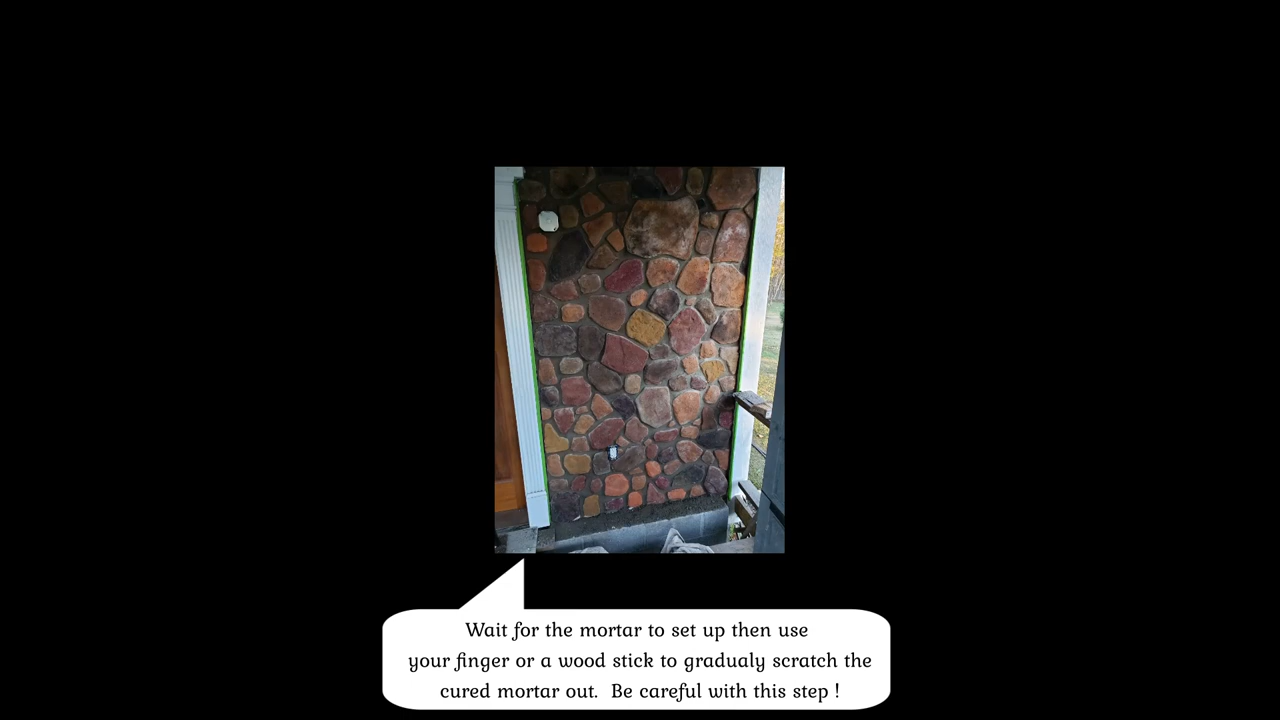 Wait for the mortar to set up then use
your finger or a wood stick to gradualy scratch the
cured mortar out.  Be careful with this step !